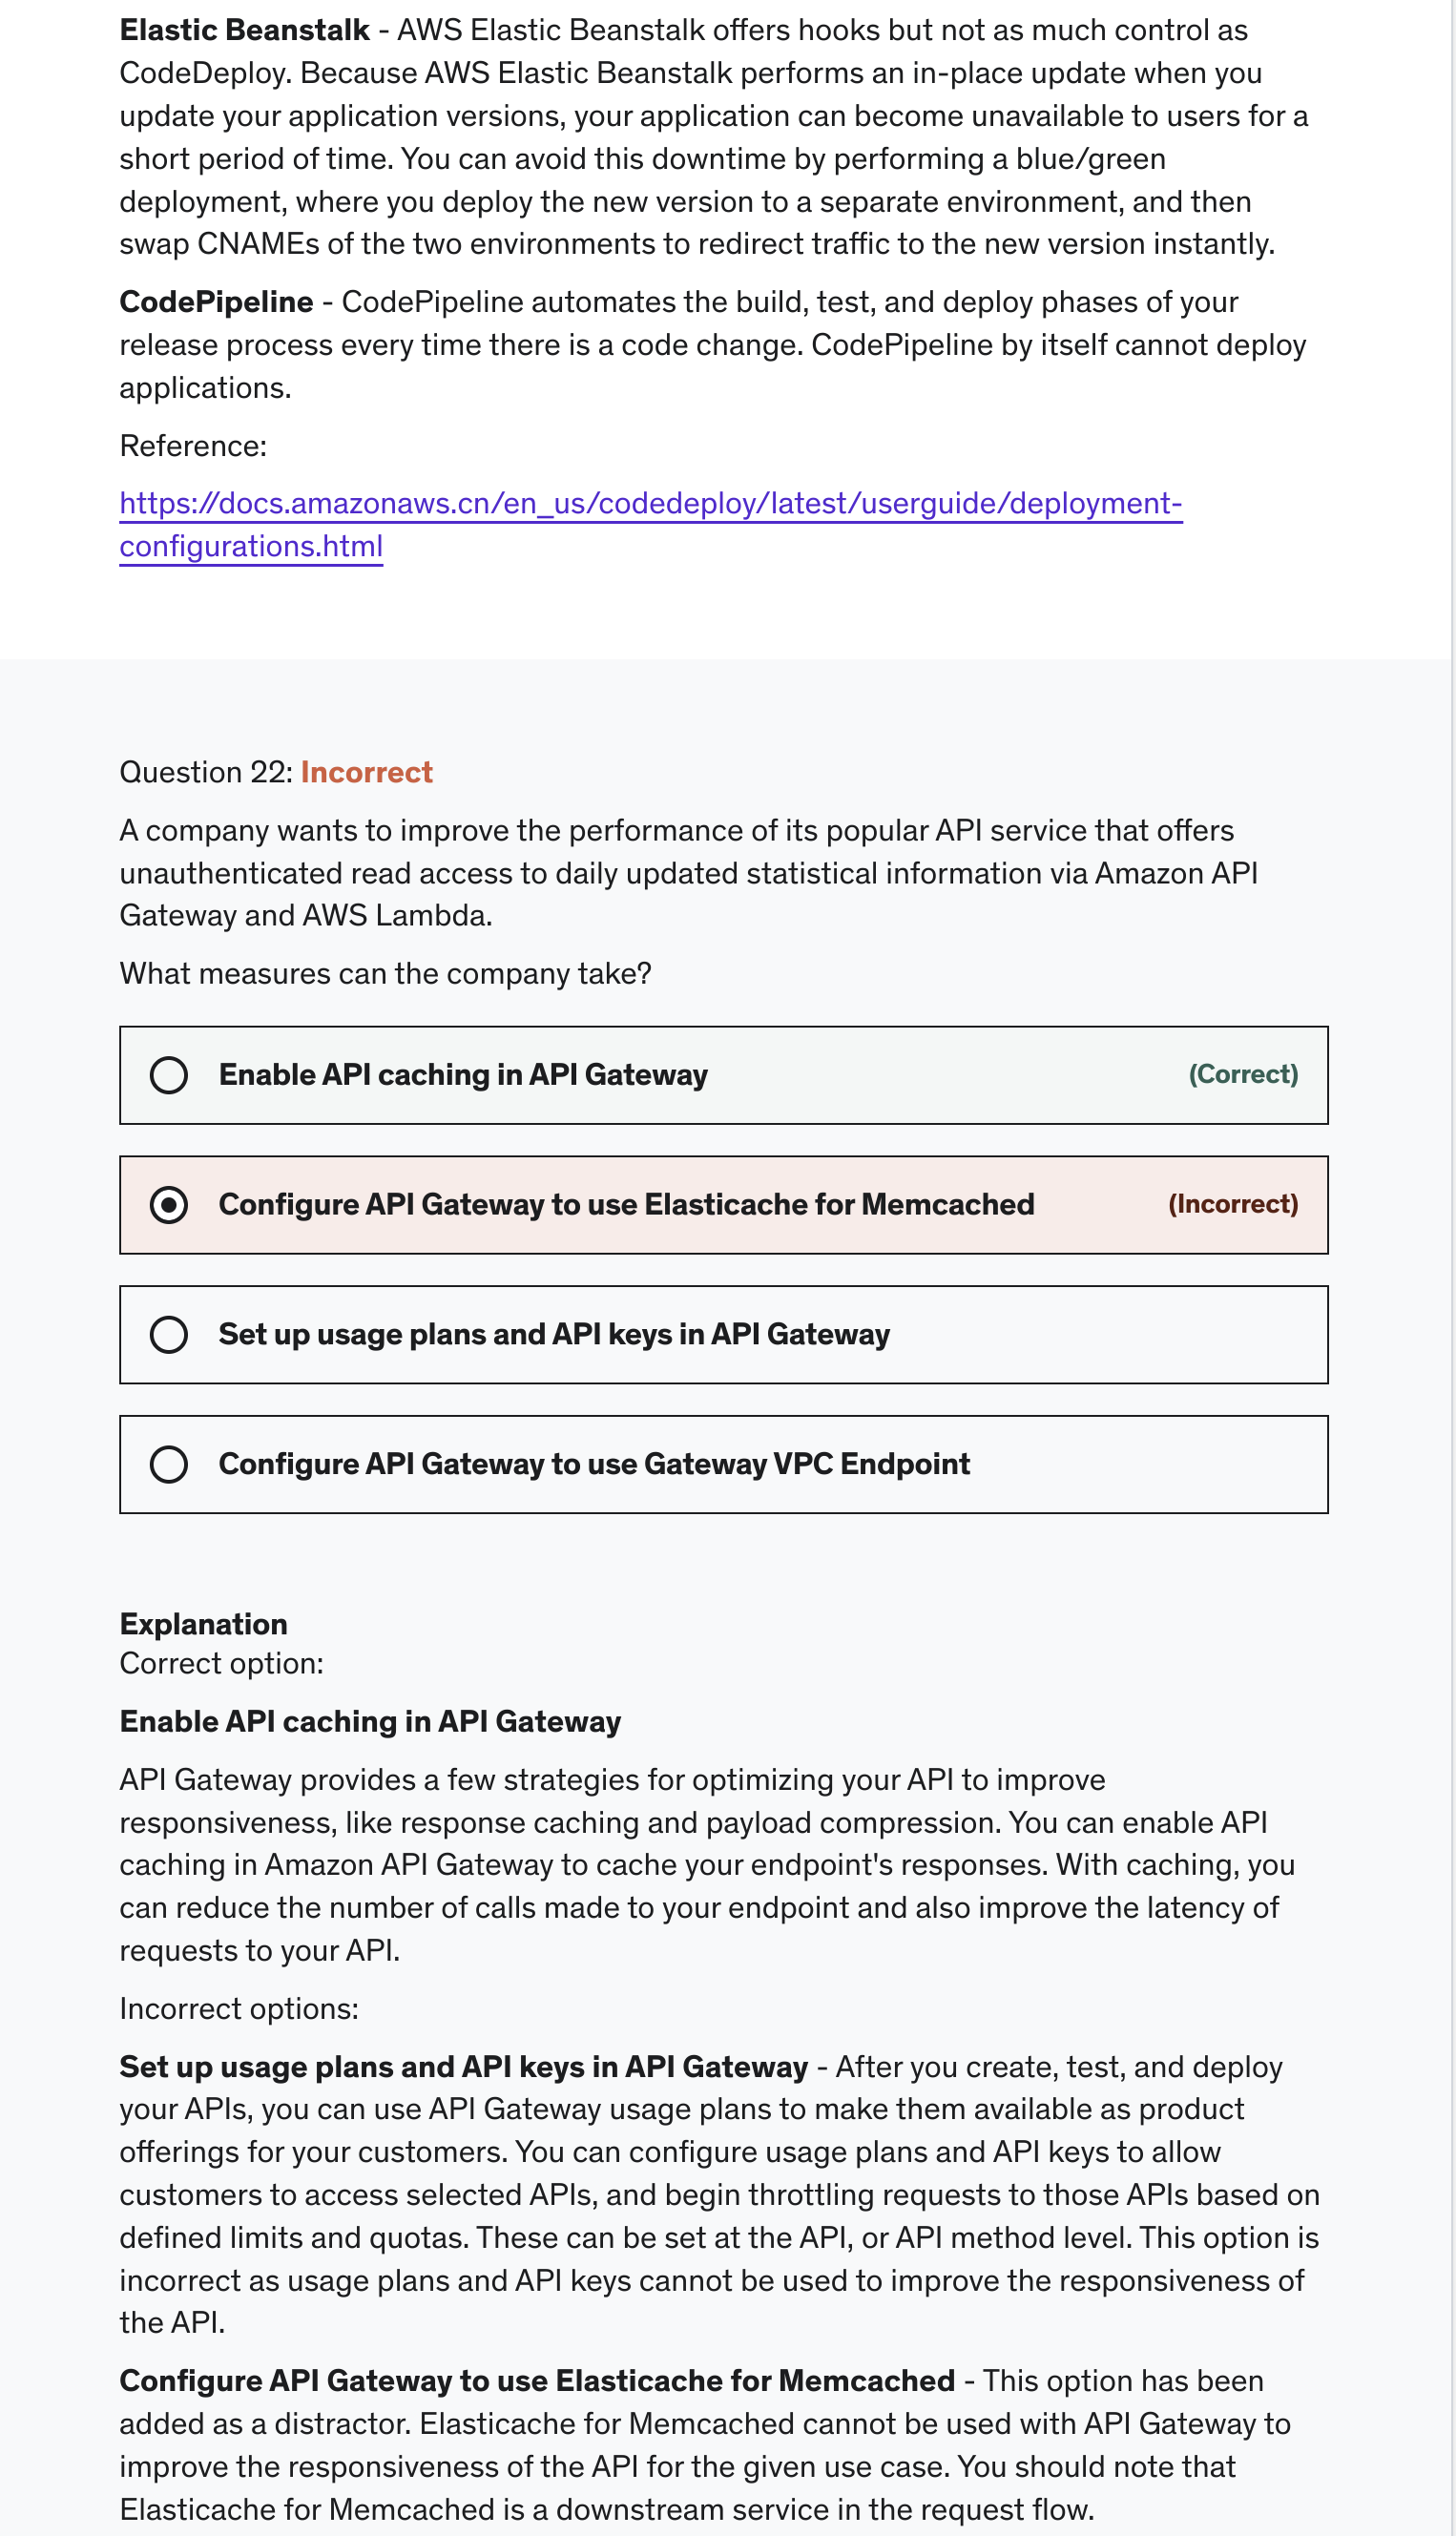 Elastic Beanstalk - AWS Elastic Beanstalk offers hooks but not as much control as
CodeDeploy. Because AWS Elastic Beanstalk performs an in-place update when you
update your application versions, your application can become unavailable to users for a
short period of time. You can avoid this downtime by performing a blue/green
deployment, where you deploy the new version to a separate environment, and then
swap CNAMEs of the two environments to redirect traffic to the new version instantly.
CodePipeline - CodePipeline automates the build, test, and deploy phases of your
release process every time there is a code change. CodePipeline by itself cannot deploy
applications.
Reference:
https://docs.amazonaws.cn/en_us/codedeploy/latest/userguide/deployment-
configurations.html
Question 22: Incorrect
A company wants to improve the performance of its popular API service that offers
unauthenticated read access to daily updated statistical information via Amazon API
Gateway and AWS Lambda.
What measures can the company take?
Enable API caching in API Gateway (Correct)
Configure API Gateway to use Elasticache for Memcached (Incorrect)
Set up usage plans and API keys in API Gateway
Configure API Gateway to use Gateway VPC Endpoint
Explanation
Correct option:
Enable API caching in API Gateway
API Gateway provides a few strategies for optimizing your API to improve
responsiveness, like response caching and payload compression. You can enable API
caching in Amazon API Gateway to cache your endpoint's responses. With caching, you
can reduce the number of calls made to your endpoint and also improve the latency of
requests to your API.
Incorrect options:
Set up usage plans and API keys in API Gateway - After you create, test, and deploy
your APIs, you can use API Gateway usage plans to make them available as product
offerings for your customers. You can configure usage plans and API keys to allow
customers to access selected APIs, and begin throttling requests to those APIs based on
defined limits and quotas. These can be set at the API, or API method level. This option is
incorrect as usage plans and API keys cannot be used to improve the responsiveness of
the API.
Configure API Gateway to use Elasticache for Memcached - This option has been
added as a distractor. Elasticache for Memcached cannot be used with API Gateway to
improve the responsiveness of the API for the given use case. You should note that
Elasticache for Memcached is a downstream service in the request flow.